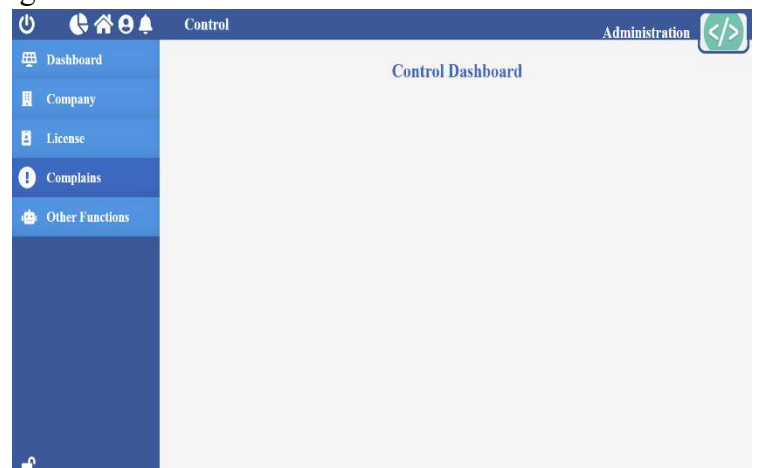 Control
Administration
Control Dashboard
Dashboard
Company
License
Complains
Other Functions